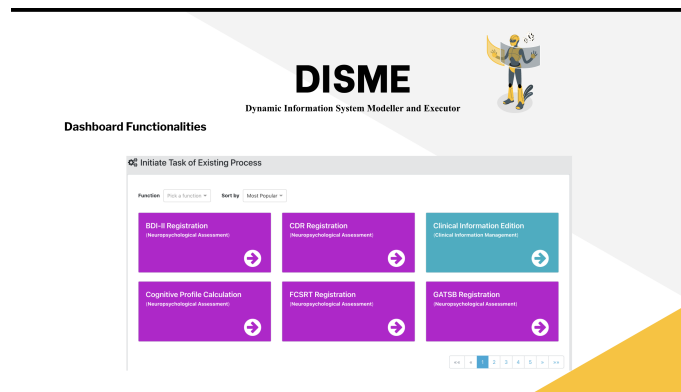 DISME
Dynamic Information System Modeller and Executor
Dashboard Functionalities
Initiate Task of Existing Process
Function Pick a function Sort by Most Popular
BDI-II Registration
(Neuropsychological Assessment)
CDR Registration
(Neuropsychological Assessment)
Clinical Information Edition
(Clinical Information Management)
Cognitive Profile Calculation
(Neuropsychological Assessment)
FCSRT Registration
(Neuropsychological Assessment)
GATSB Registration
(Neuropsychological Assessment)
«« « 1 2 3 4 5 » »»